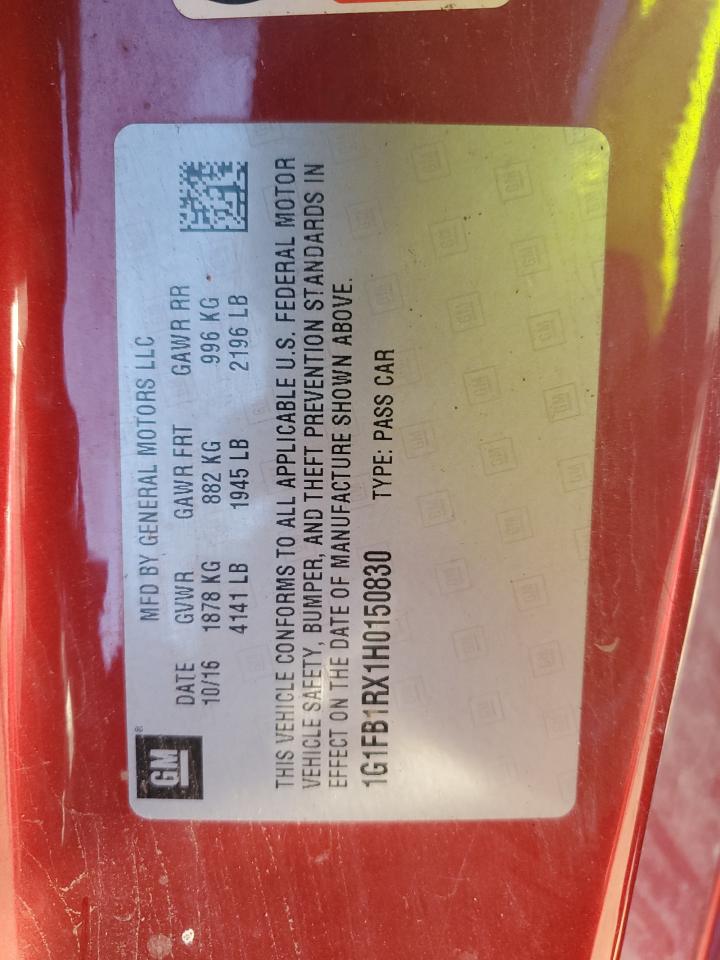 GM ®
MFD BY GENERAL MOTORS LLC
DATE GVWR GAWR FRT GAWR RR
10/16 1878 KG 882 KG 996 KG
4141 LB 1945 LB 2196 LB
THIS VEHICLE CONFORMS TO ALL APPLICABLE U.S. FEDERAL MOTOR
VEHICLE SAFETY, BUMPER, AND THEFT PREVENTION STANDARDS IN
EFFECT ON THE DATE OF MANUFACTURE SHOWN ABOVE.
1G1FB1RX1H0150830 TYPE: PASS CAR